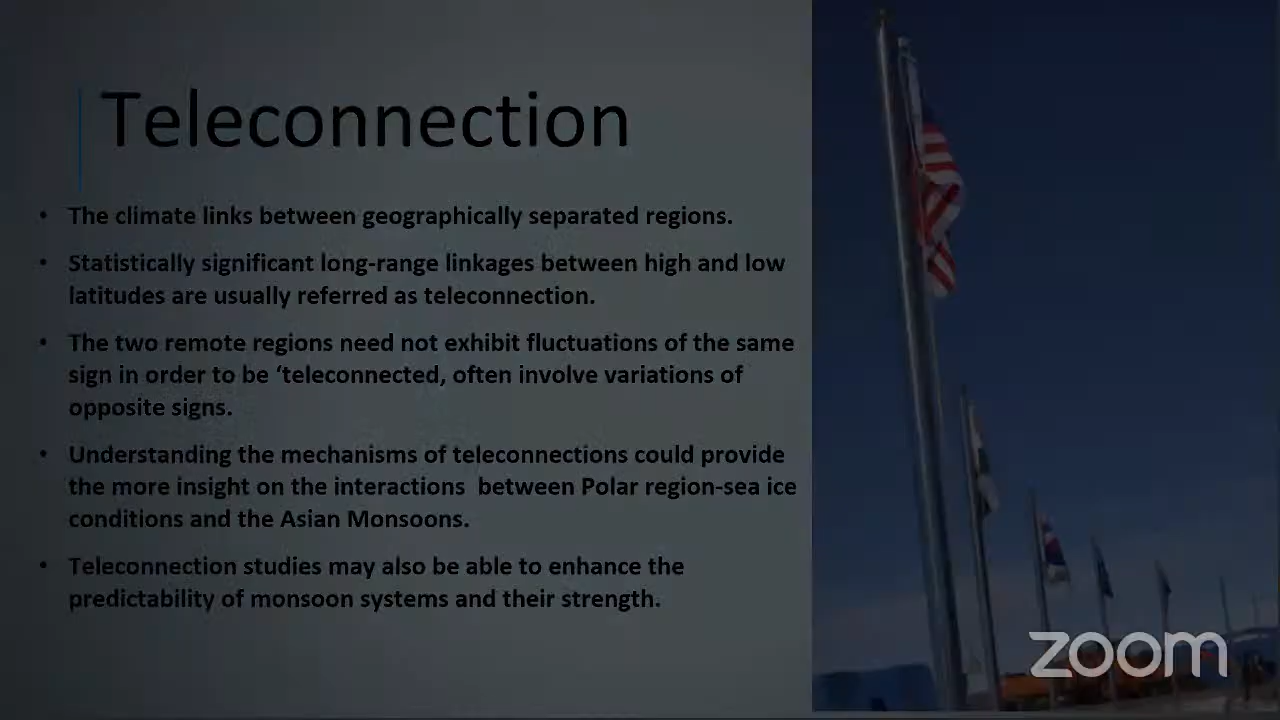 Teleconnection
• The climate links between geographically separated regions.
• Statistically significant long-range linkages between high and low
latitudes are usually referred as teleconnection.
• The two remote regions need not exhibit fluctuations of the same
sign in order to be ‘teleconnected, often involve variations of
opposite signs.
• Understanding the mechanisms of teleconnections could provide
the more insight on the interactions  between Polar region-sea ice
conditions and the Asian Monsoons.
• Teleconnection studies may also be able to enhance the
predictability of monsoon systems and their strength.
zoom